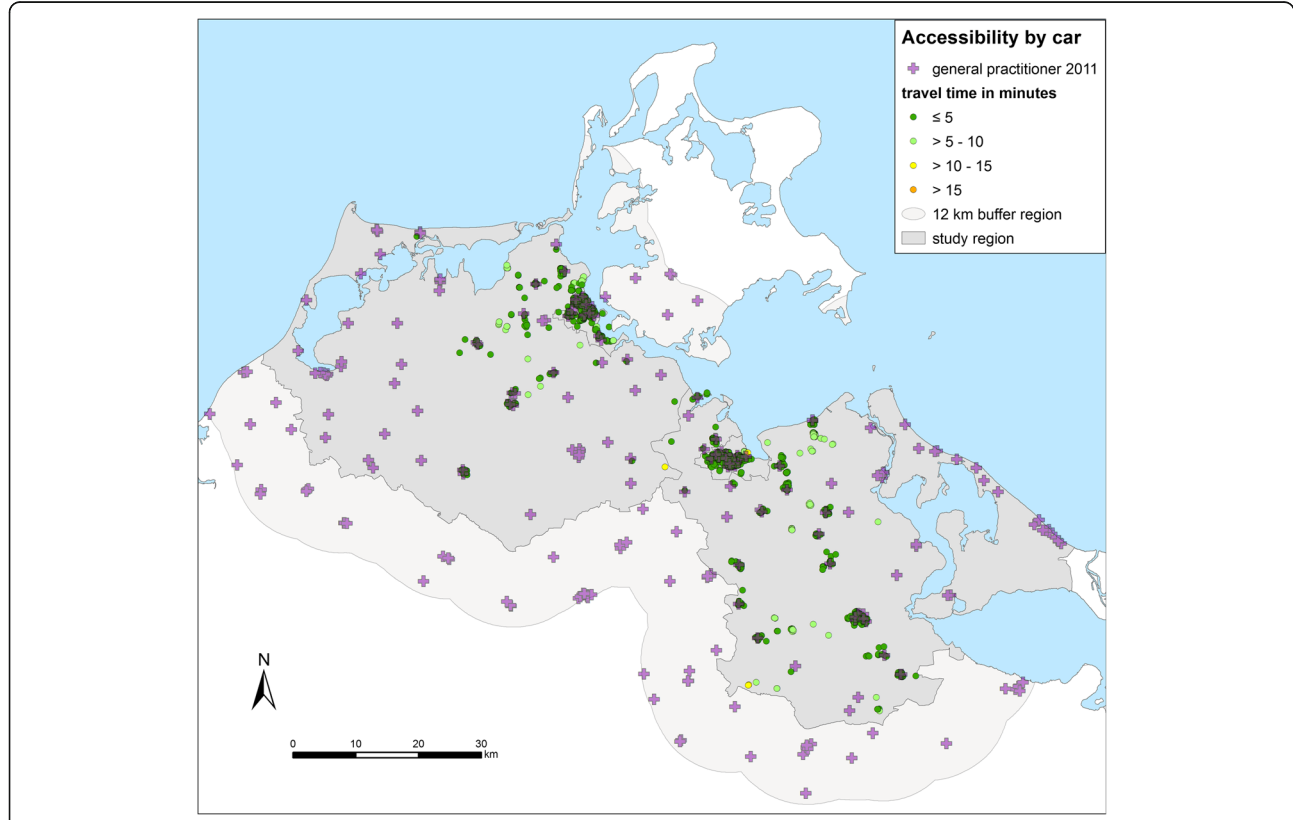 Accessibility by car
general practitioner 2011
travel time in minutes
≤ 5
> 5 - 10
> 10 - 15
> 15
12 km buffer region
study region
N
0 10 20 30
km